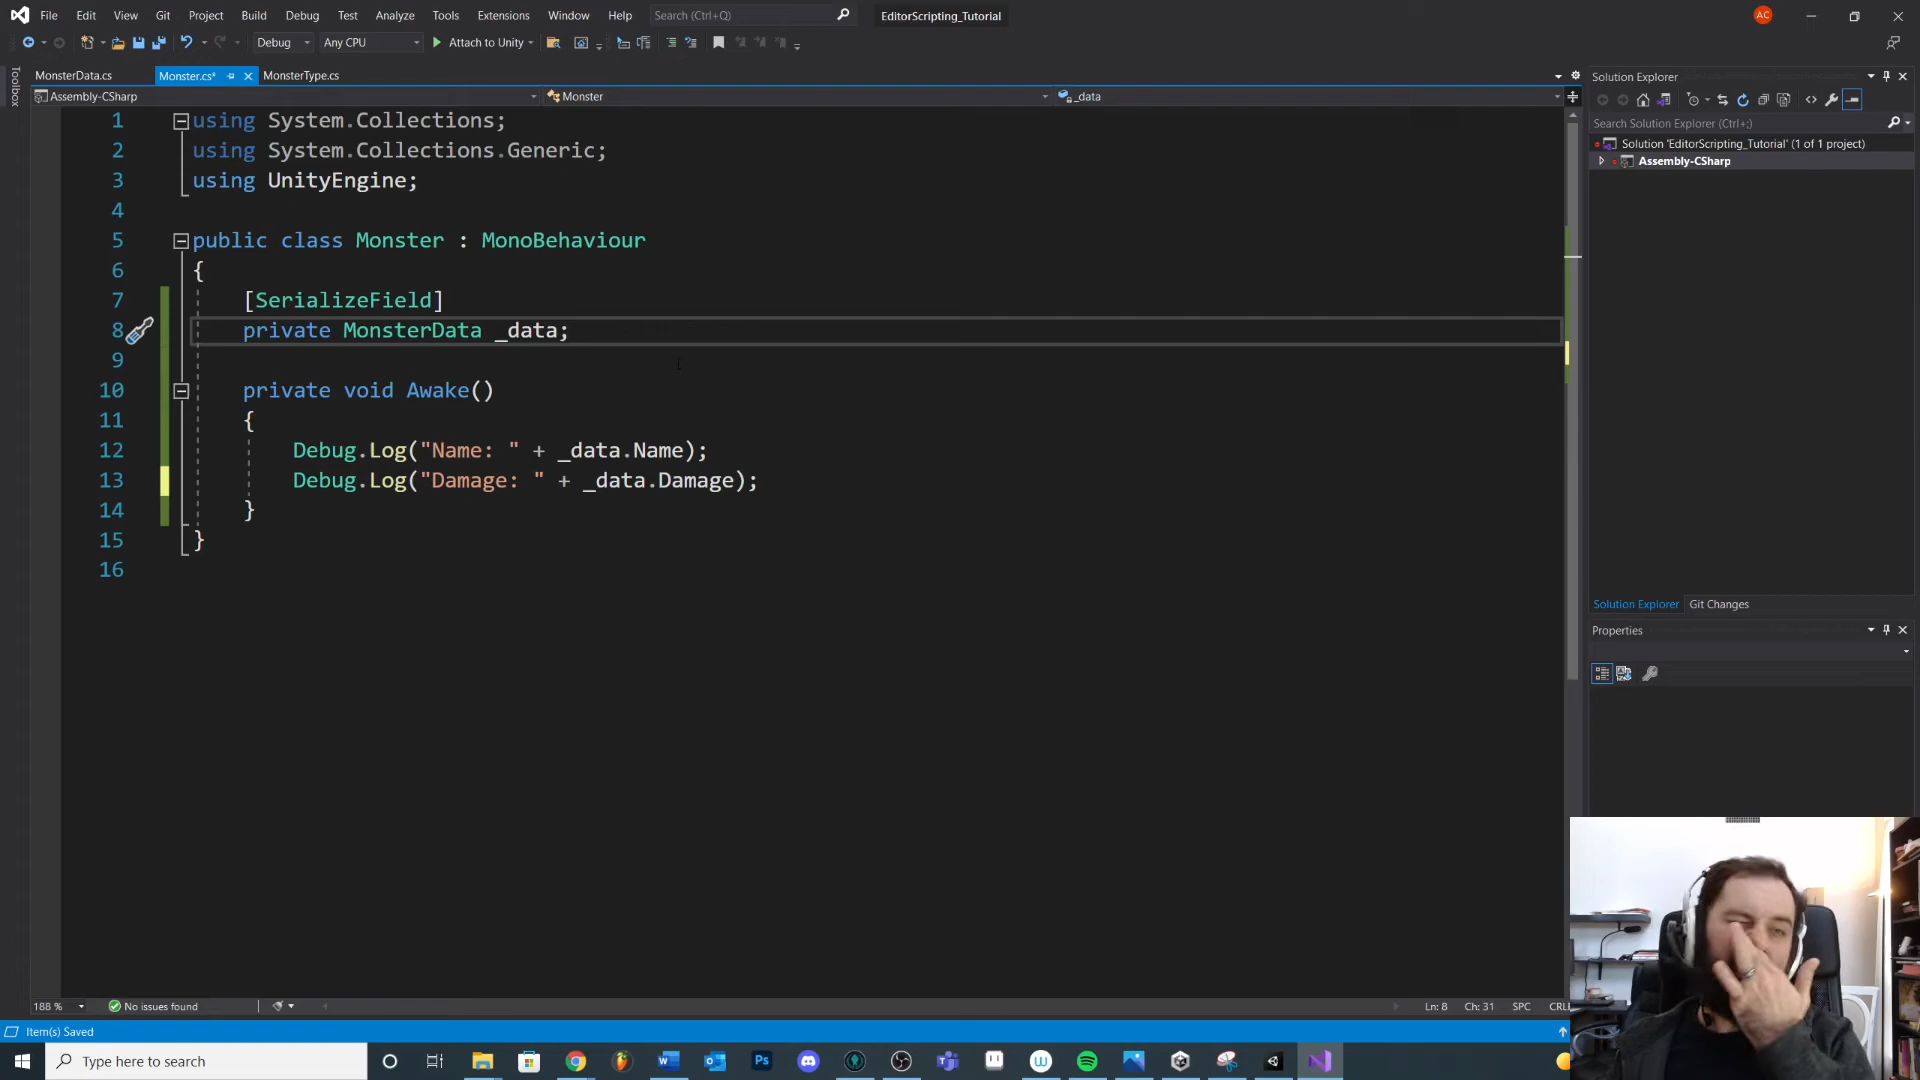 File Edit View Git Project Build Debug Test Analyze Tools Extensions Window Help Search (Ctrl+Q) EditorScripting_Tutorial AC
Debug Any CPU Attach to Unity
Toolbox
MonsterData.cs Monster.cs* MonsterType.cs
Assembly-CSharp Monster _data
1 using System.Collections;
2 using System.Collections.Generic;
3 using UnityEngine;
4
5 public class Monster : MonoBehaviour
6 {
7 [SerializeField]
8 private MonsterData _data;
9
10 private void Awake()
11 {
12 Debug.Log("Name: " + _data.Name);
13 Debug.Log("Damage: " + _data.Damage);
14 }
15 }
16
188 % No issues found Ln: 8 Ch: 31 SPC
Item(s) Saved
Solution Explorer
Search Solution Explorer (Ctrl+;)
Solution 'EditorScripting_Tutorial' (1 of 1 project)
Assembly-CSharp
Solution Explorer Git Changes
Properties
Type here to search